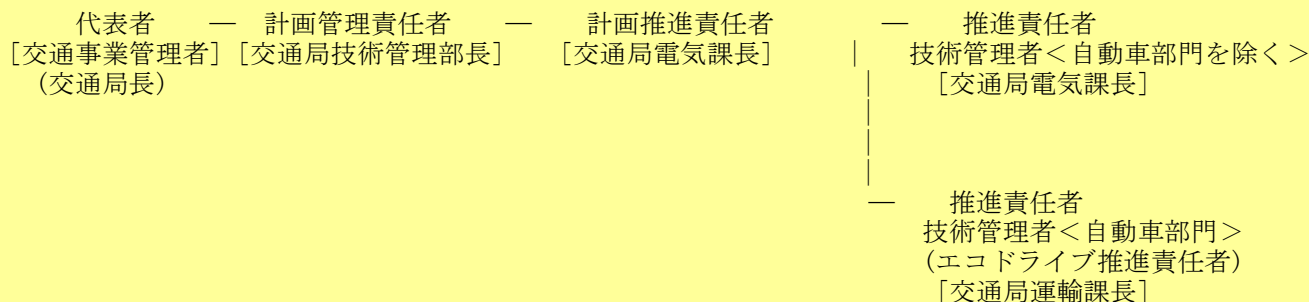 代表者 ― 計画管理責任者 ― 計画推進責任者 ― 推進責任者
[交通事業管理者] [交通局技術管理部長] [交通局電気課長] | 技術管理者<自動車部門を除く>
(交通局長) | [交通局電気課長]
|
|
|
― 推進責任者
技術管理者<自動車部門>
(エコドライブ推進責任者)
[交通局運輸課長]